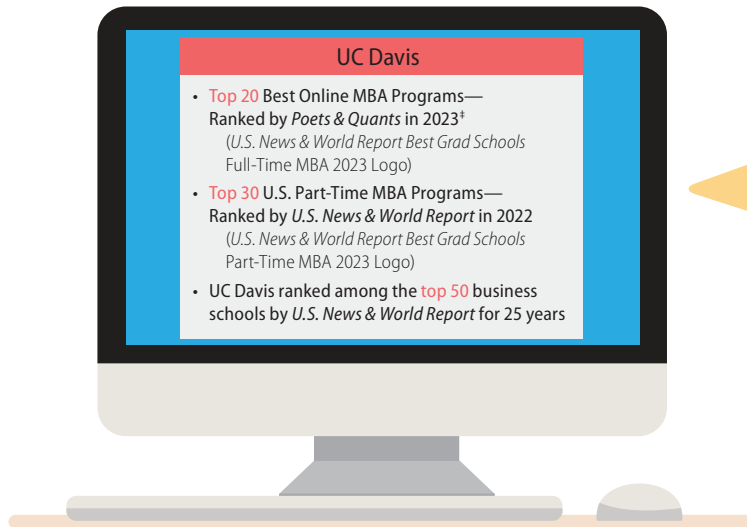 UC Davis
• Top 20 Best Online MBA Programs—
Ranked by Poets & Quants in 2023‡
(U.S. News & World Report Best Grad Schools
Full-Time MBA 2023 Logo)
• Top 30 U.S. Part-Time MBA Programs—
Ranked by U.S. News & World Report in 2022
(U.S. News & World Report Best Grad Schools
Part-Time MBA 2023 Logo)
• UC Davis ranked among the top 50 business
schools by U.S. News & World Report for 25 years